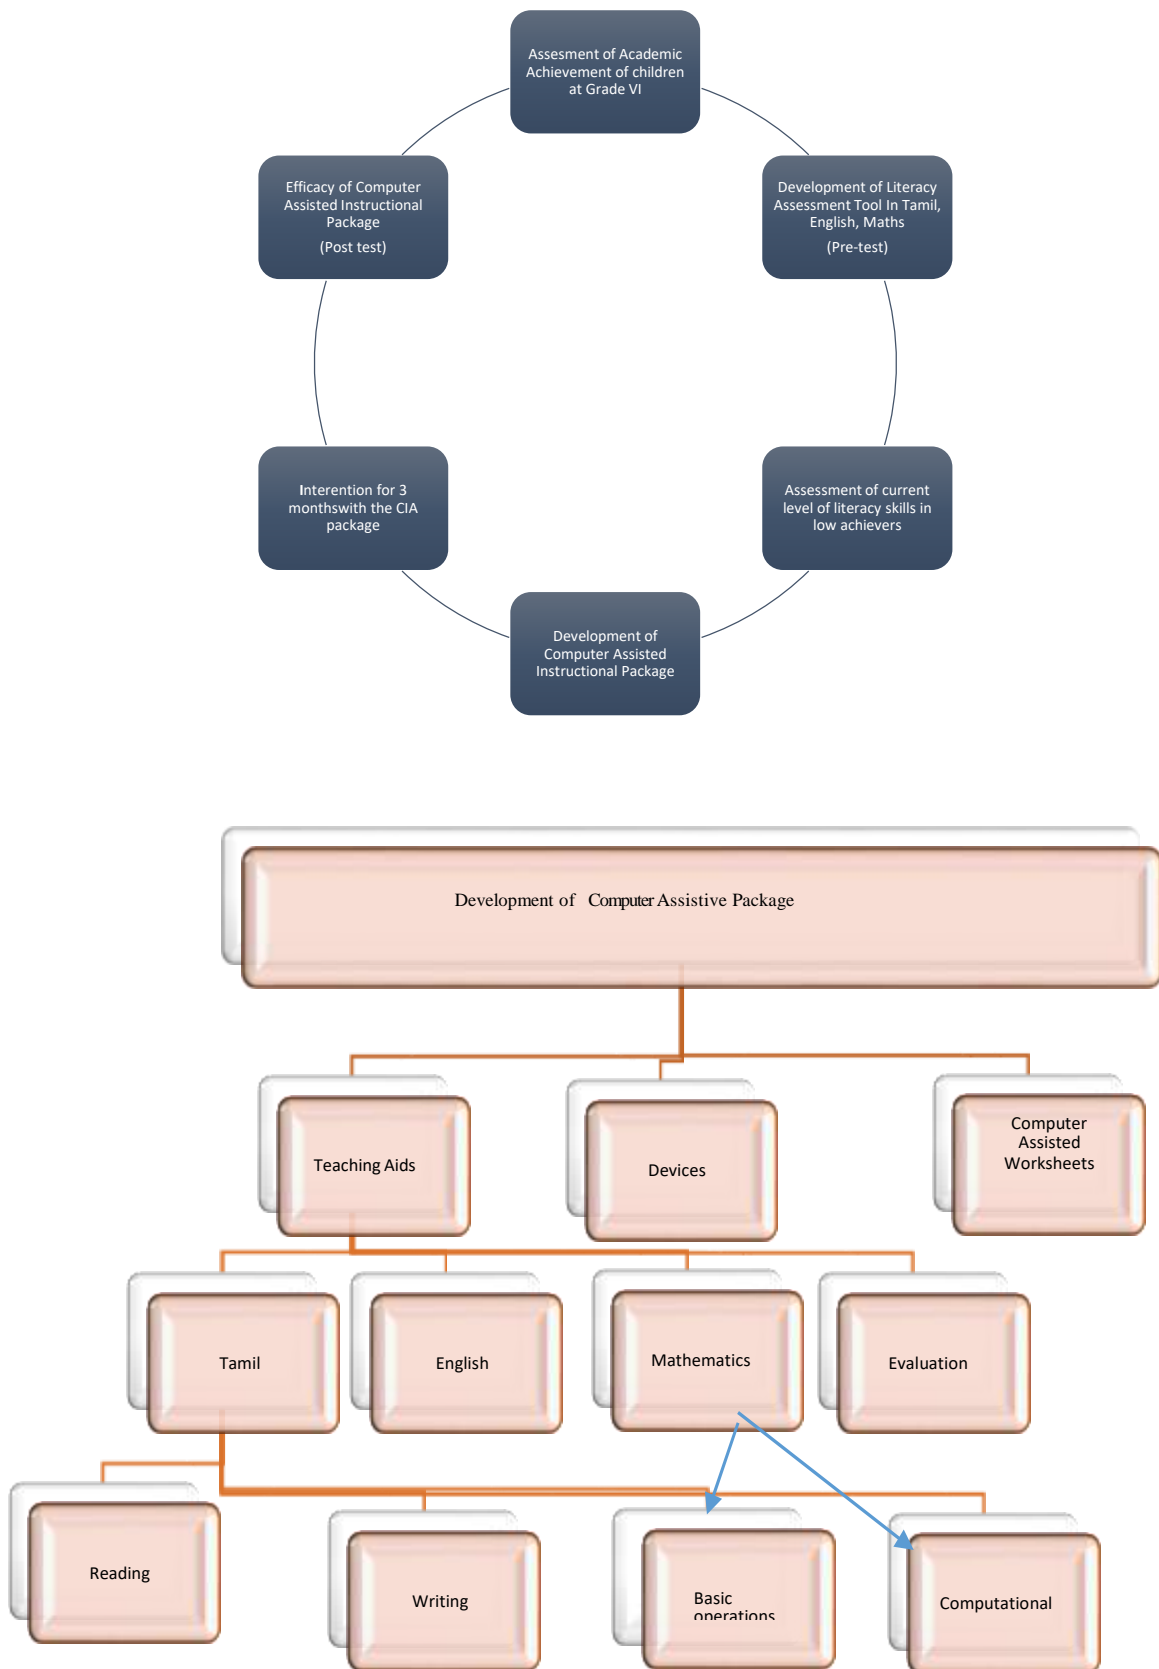 Assesment of Academic
Achievement of children
at Grade VI
Efficacy of Computer
Assisted Instructional
Package
(Post test)
Development of Literacy
Assessment Tool In Tamil,
English, Maths
(Pre-test)
Interention for 3
monthswith the CIA
package
Assessment of current
level of literacy skills in
low achievers
Development of
Computer Assisted
Instructional Package
Development of Computer Assistive Package
Teaching Aids
Devices
Computer
Assisted
Worksheets
Tamil
English
Mathematics
Evaluation
Reading
Writing
Basic
operations
Computational